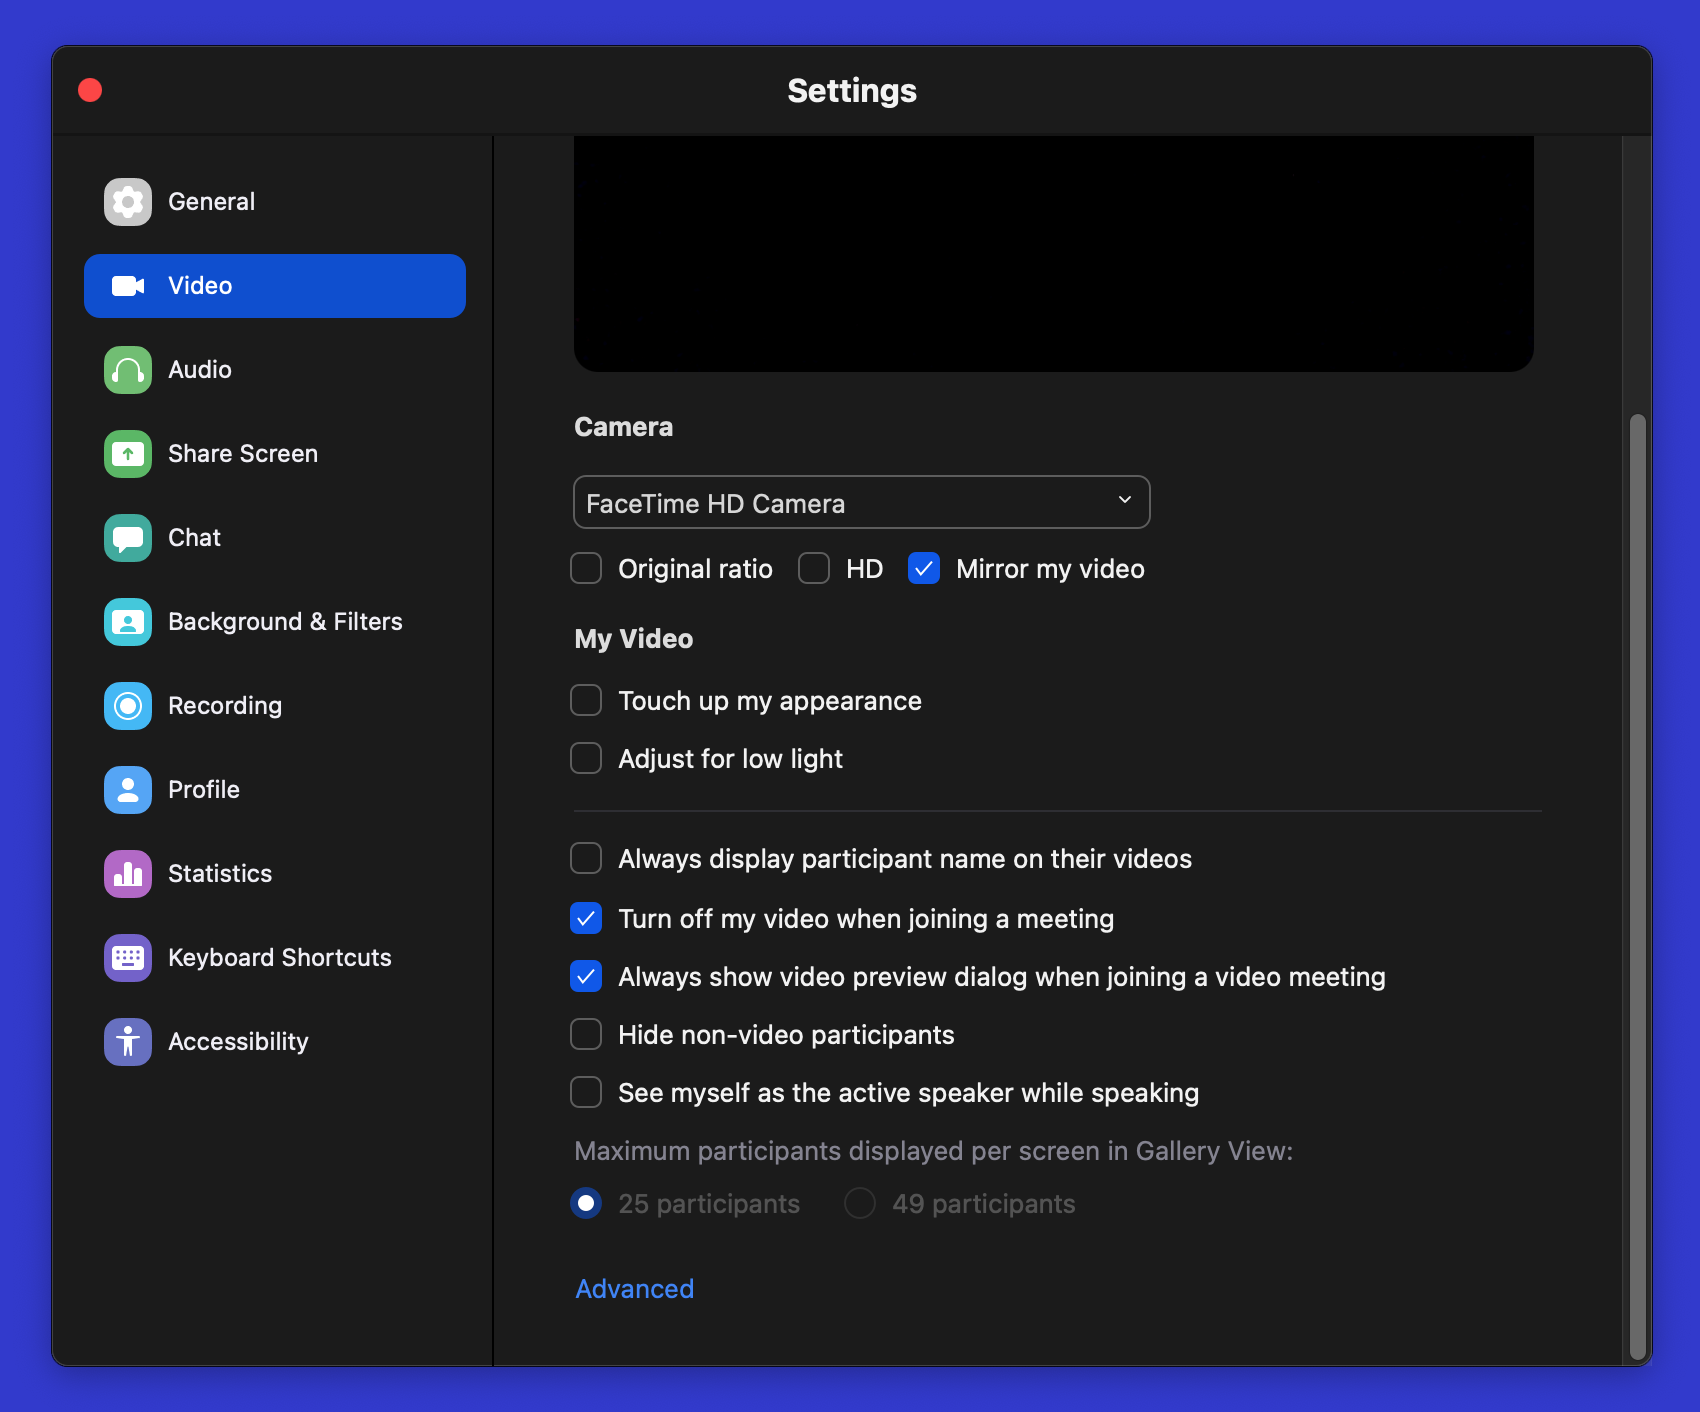 Settings
General
Video
Audio
Share Screen
Chat
Background & Filters
Recording
Profile
Statistics
Keyboard Shortcuts
Accessibility
Camera
FaceTime HD Camera
Original ratio HD Mirror my video
My Video
Touch up my appearance
Adjust for low light
Always display participant name on their videos
Turn off my video when joining a meeting
Always show video preview dialog when joining a video meeting
Hide non-video participants
See myself as the active speaker while speaking
Maximum participants displayed per screen in Gallery View:
25 participants 49 participants
Advanced